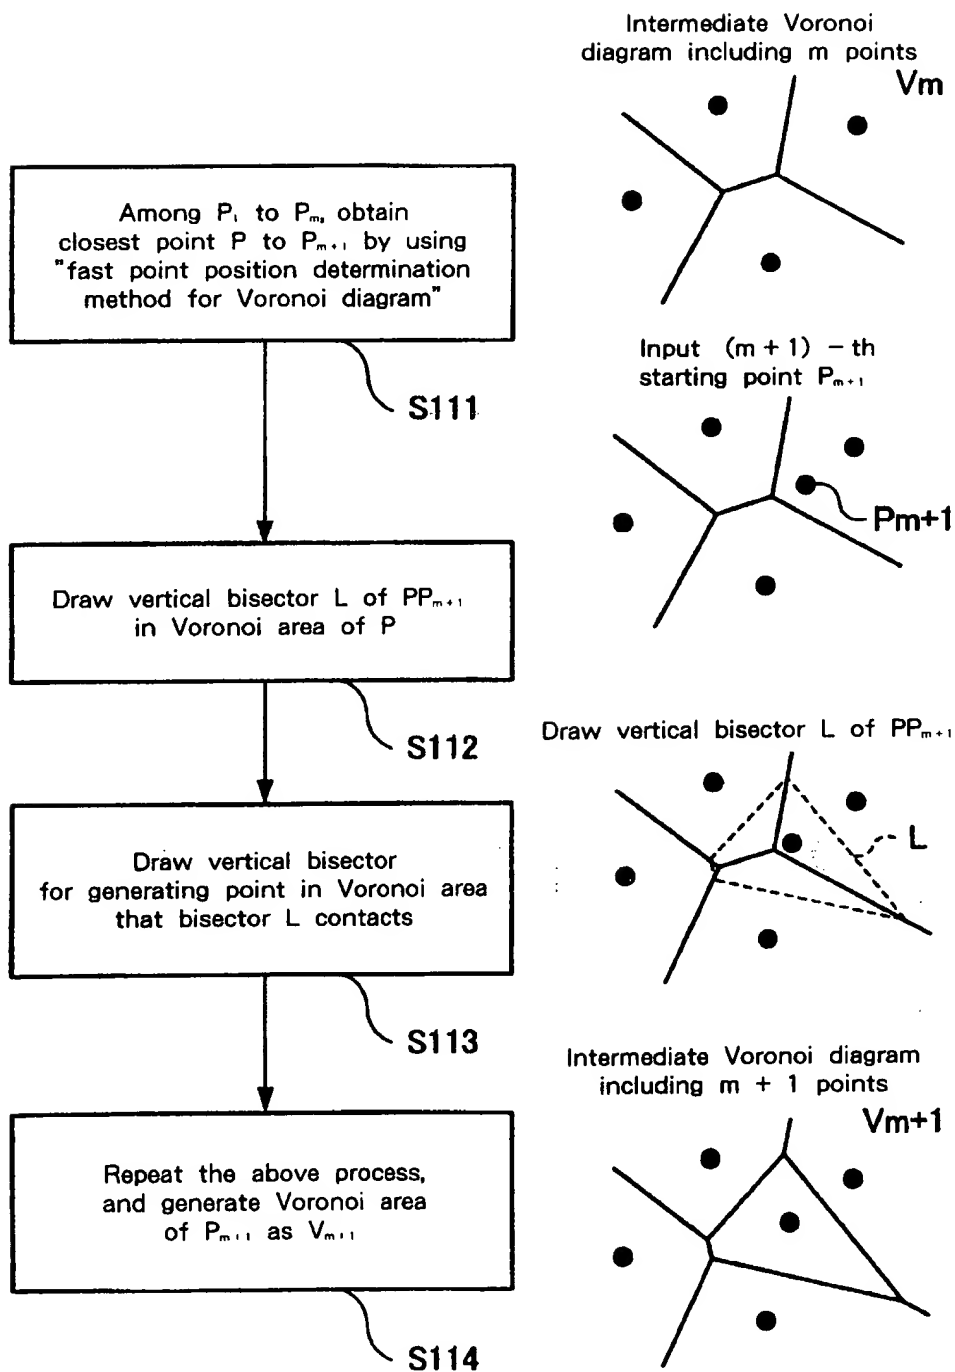 Intermediate Voronoi
diagram including m points
Vm
Among P₁ to Pₘ, obtain
closest point P to Pₘ₊₁ by using
"fast point position determination
method for Voronoi diagram"
S111
Input (m + 1) - th
starting point Pₘ₊₁
Pm+1
Draw vertical bisector L of PPₘ₊₁
in Voronoi area of P
S112
Draw vertical bisector L of PPₘ₊₁
L
Draw vertical bisector
for generating point in Voronoi area
that bisector L contacts
S113
Intermediate Voronoi diagram
including m + 1 points
Vm+1
Repeat the above process,
and generate Voronoi area
of Pₘ₊₁ as Vₘ₊₁
S114